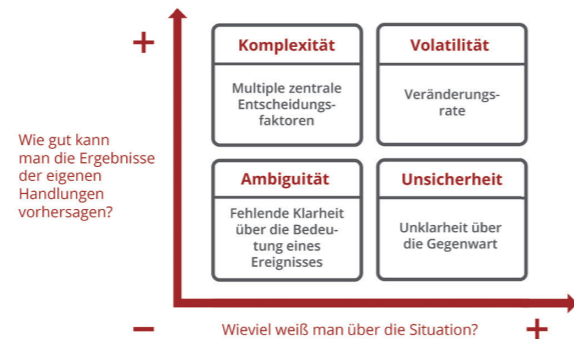 +
Komplexität
Multiple zentrale
Entscheidungs-
faktoren
Volatilität
Veränderungs-
rate
Wie gut kann
man die Ergebnisse
der eigenen
Handlungen
vorhersagen?
Ambiguität
Fehlende Klarheit
über die Bedeu-
tung eines
Ereignisses
Unsicherheit
Unklarheit über
die Gegenwart
−
Wieviel weiß man über die Situation?
+